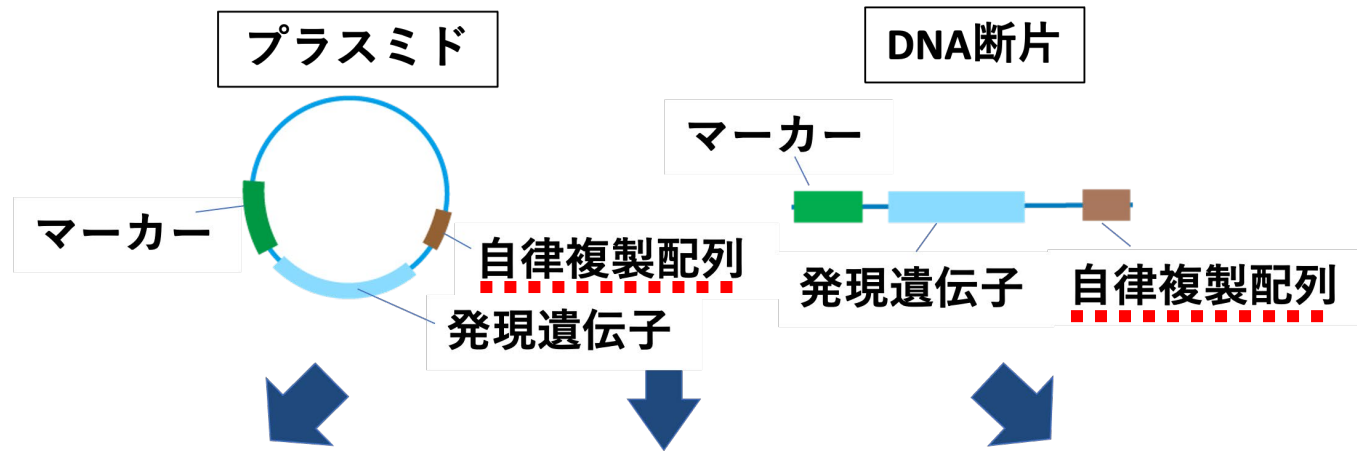 プラスミド
マーカー
自律複製配列
発現遺伝子
DNA断片
マーカー
発現遺伝子
自律複製配列